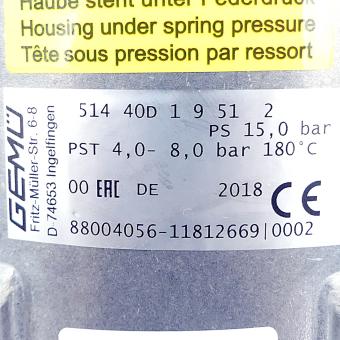 Haube steht unter Federdruck
Housing under spring pressure
Tête sous pression par ressort
GEMÜ
Fritz-Müller-Str. 6-8
D-74653 Ingelfingen
514 40D 1 9 51 2
PS 15,0 bar
PST 4,0- 8,0 bar 180°C
00 EAC DE 2018 CE
88004056-11812669|0002